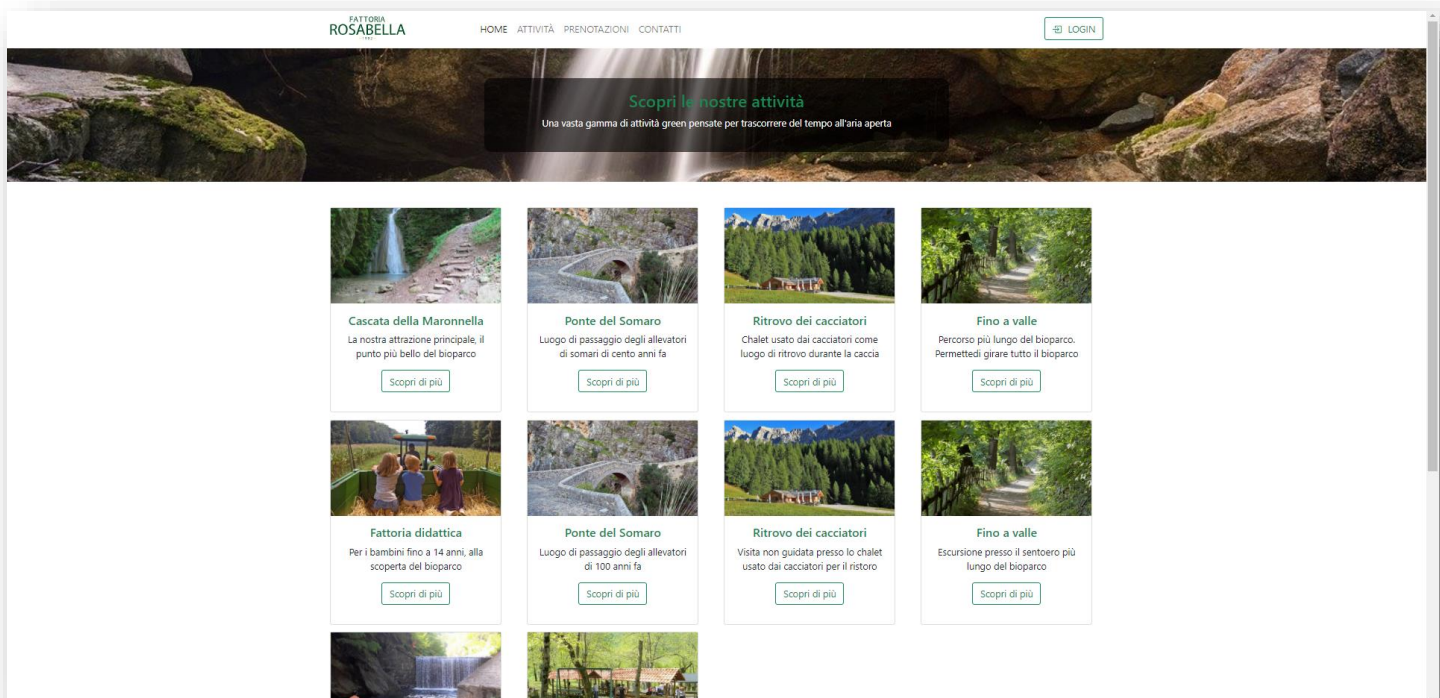 FATTORIA
ROSABELLA
HOME ATTIVITÀ PRENOTAZIONI CONTATTI
LOGIN
Scopri le nostre attività
Una vasta gamma di attività green pensate per trascorrere del tempo all'aria aperta
Cascata della Maronnella
La nostra attrazione principale, il
punto più bello del bioparco
Scopri di più
Ponte del Somaro
Luogo di passaggio degli allevatori
di somari di cento anni fa
Scopri di più
Ritrovo dei cacciatori
Chalet usato dai cacciatori come
luogo di ritrovo durante la caccia
Scopri di più
Fino a valle
Percorso più lungo del bioparco.
Permettedi girare tutto il bioparco
Scopri di più
Fattoria didattica
Per i bambini fino a 14 anni, alla
scoperta del bioparco
Scopri di più
Ponte del Somaro
Luogo di passaggio degli allevatori
di 100 anni fa
Scopri di più
Ritrovo dei cacciatori
Visita non guidata presso lo chalet
usato dai cacciatori per il ristoro
Scopri di più
Fino a valle
Escursione presso il sentoero più
lungo del bioparco
Scopri di più